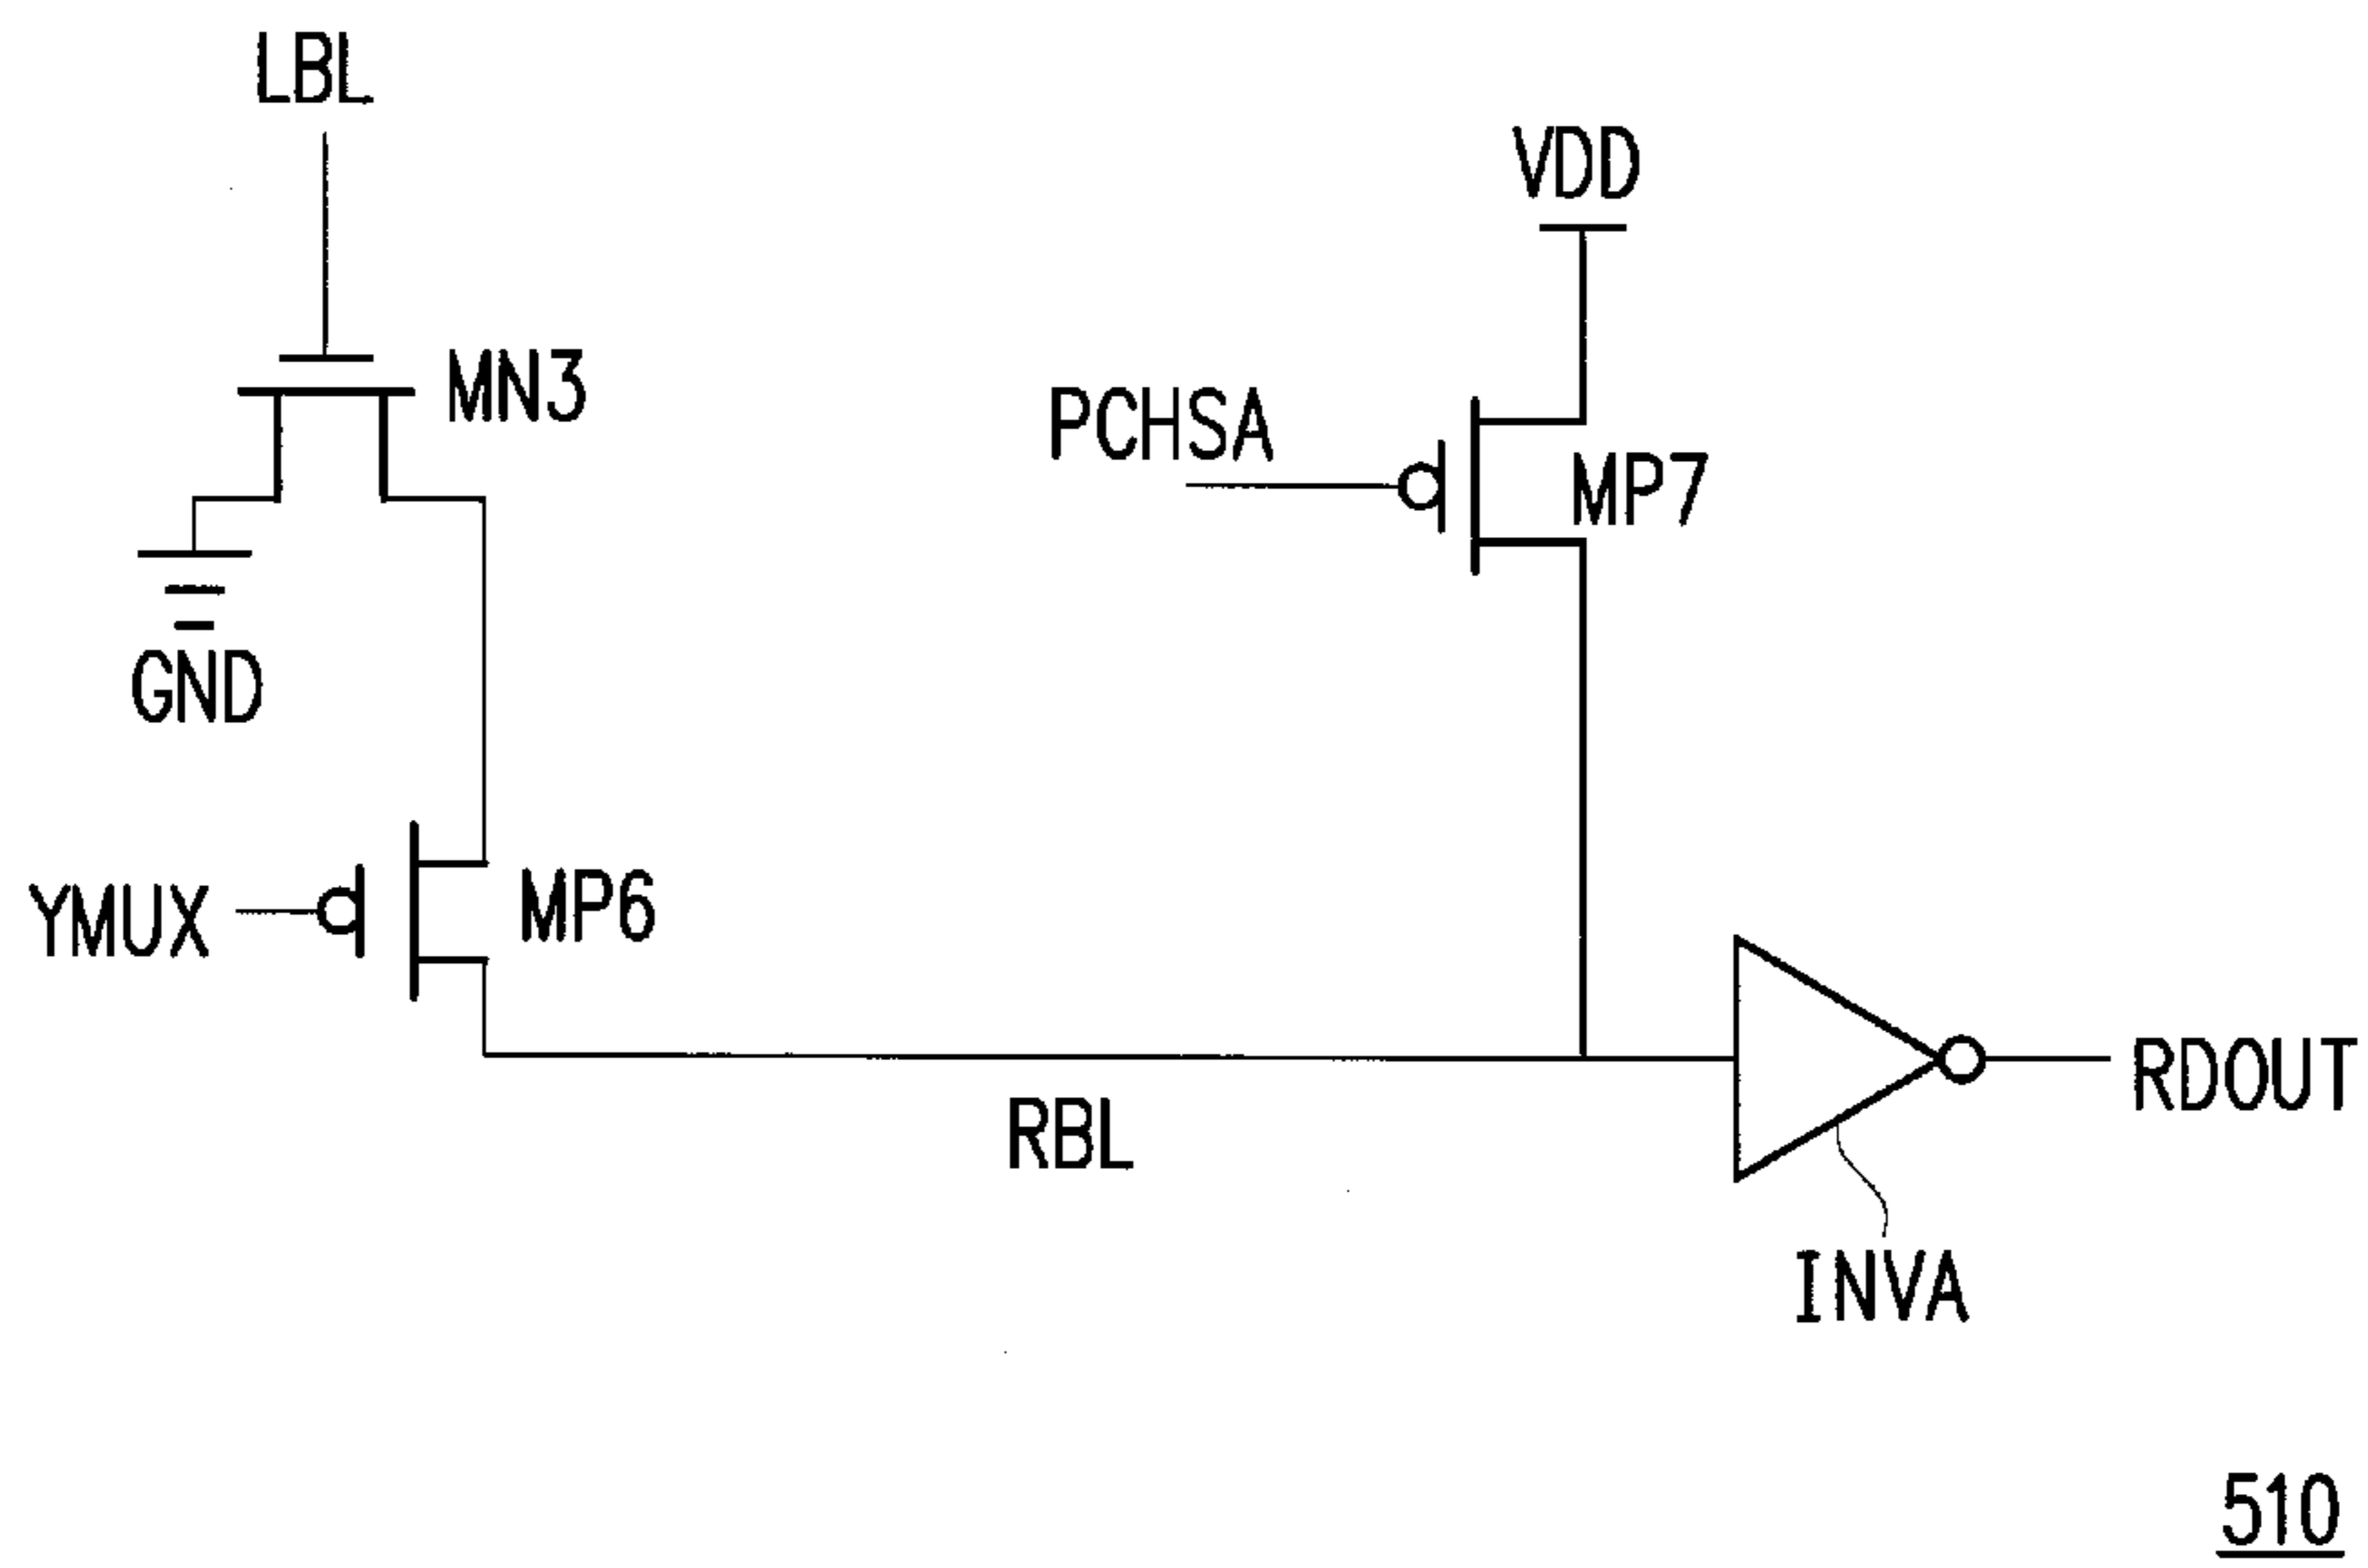 LBL
VDD
MN3
PCHSA
MP7
GND
YMUX
MP6
RDOUT
RBL
INVA
510